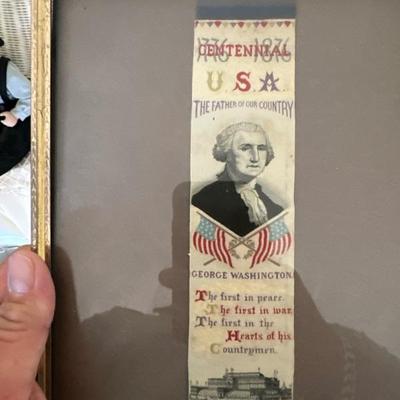 1776 1876
CENTENNIAL
U.S.A.
THE FATHER OF OUR COUNTRY
GEORGE WASHINGTON.
The first in peace.
The first in war,
The first in the
Hearts of his
Countrymen.